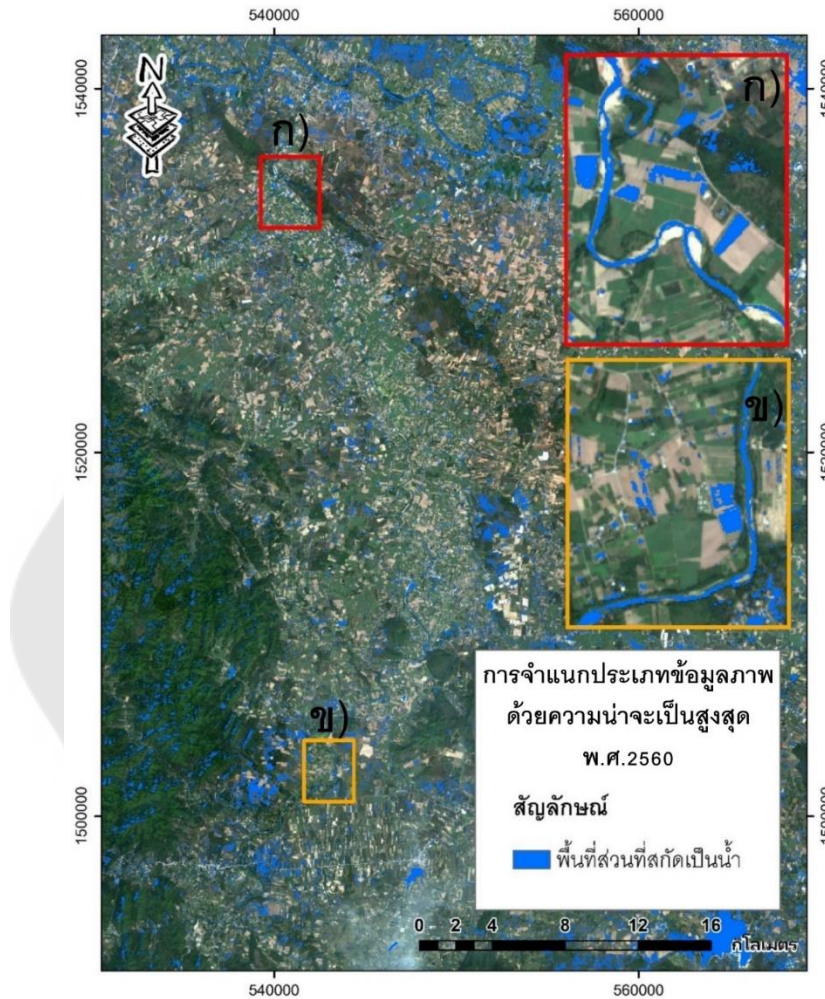 540000 560000
N
1540000 1540000
ก) ก)
1520000 1520000
ข)
ข)
การจำแนกประเภทข้อมูลภาพ
ด้วยความน่าจะเป็นสูงสุด
พ.ศ.2560
สัญลักษณ์
พื้นที่ส่วนที่สกัดเป็นน้ำ
1500000 1500000
0 2 4 8 12 16
กิโลเมตร
540000 560000